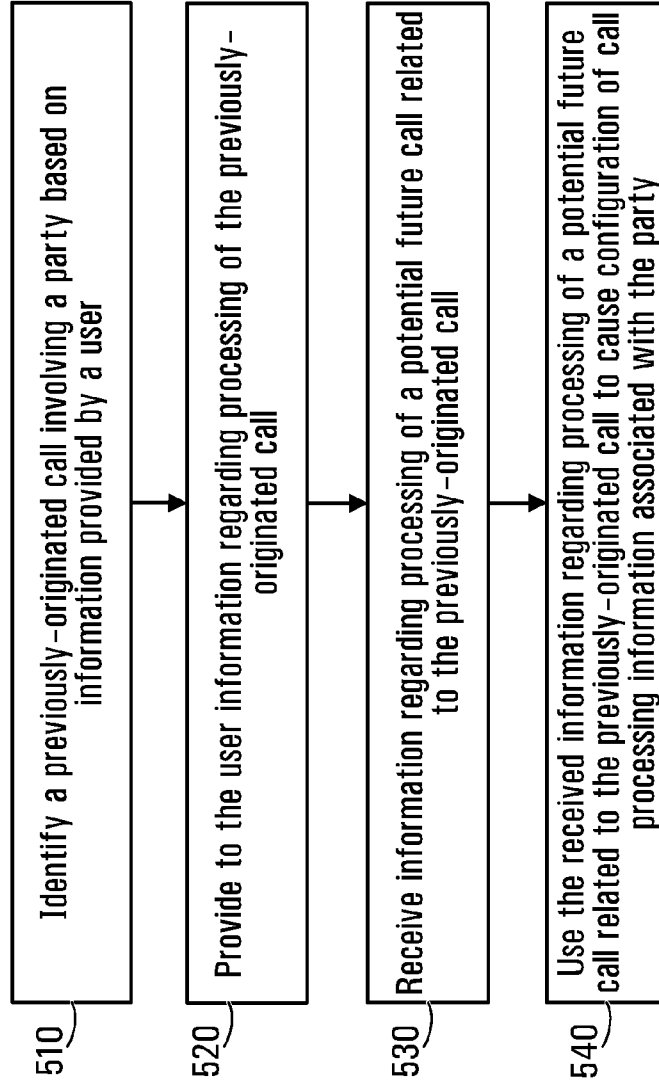 510
Identify a previously-originated call involving a party based on
information provided by a user
520
Provide to the user information regarding processing of the previously-
originated call
530
Receive information regarding processing of a potential future call related
to the previously-originated call
540
Use the received information regarding processing of a potential future
call related to the previously-originated call to cause configuration of call
processing information associated with the party